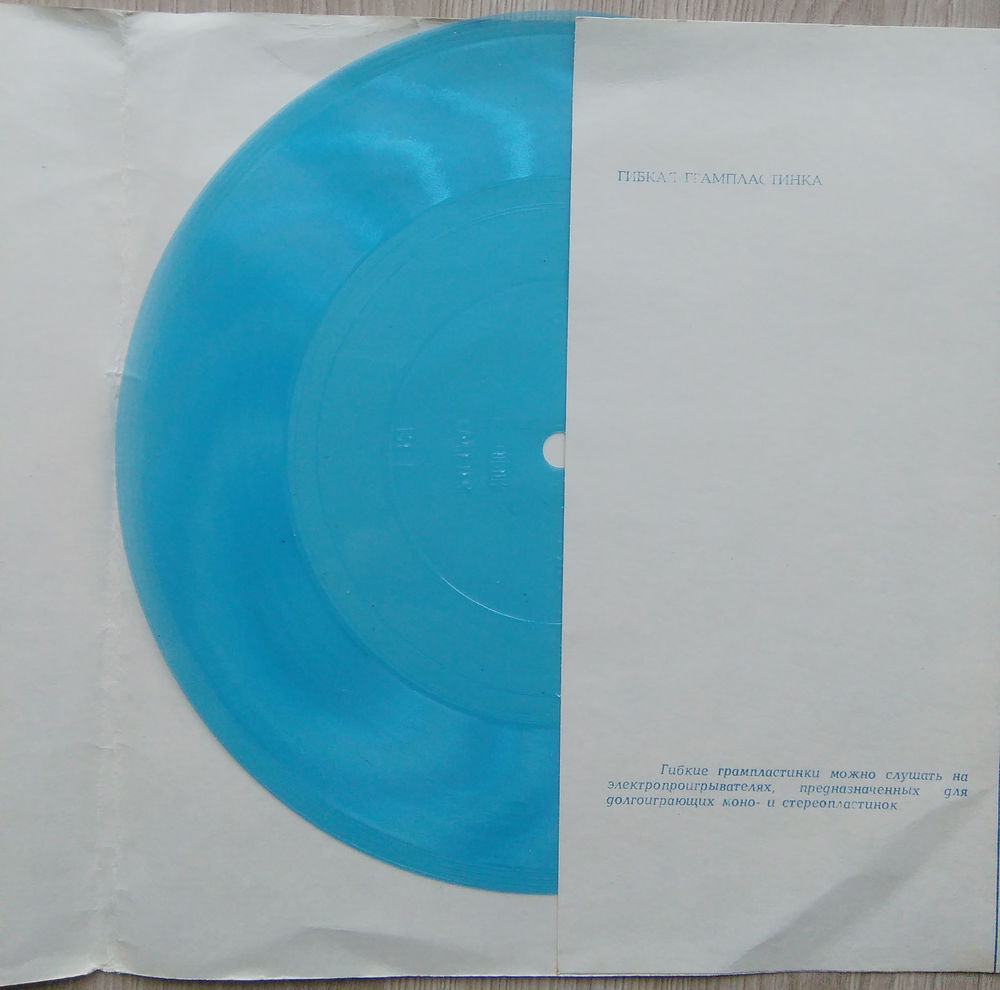 ГИБКАЯ ГРАМПЛАСТИНКА
Гибкие грампластинки можно слушать на
электропроигрывателях, предназначенных для
долгоиграющих моно- и стереопластинок